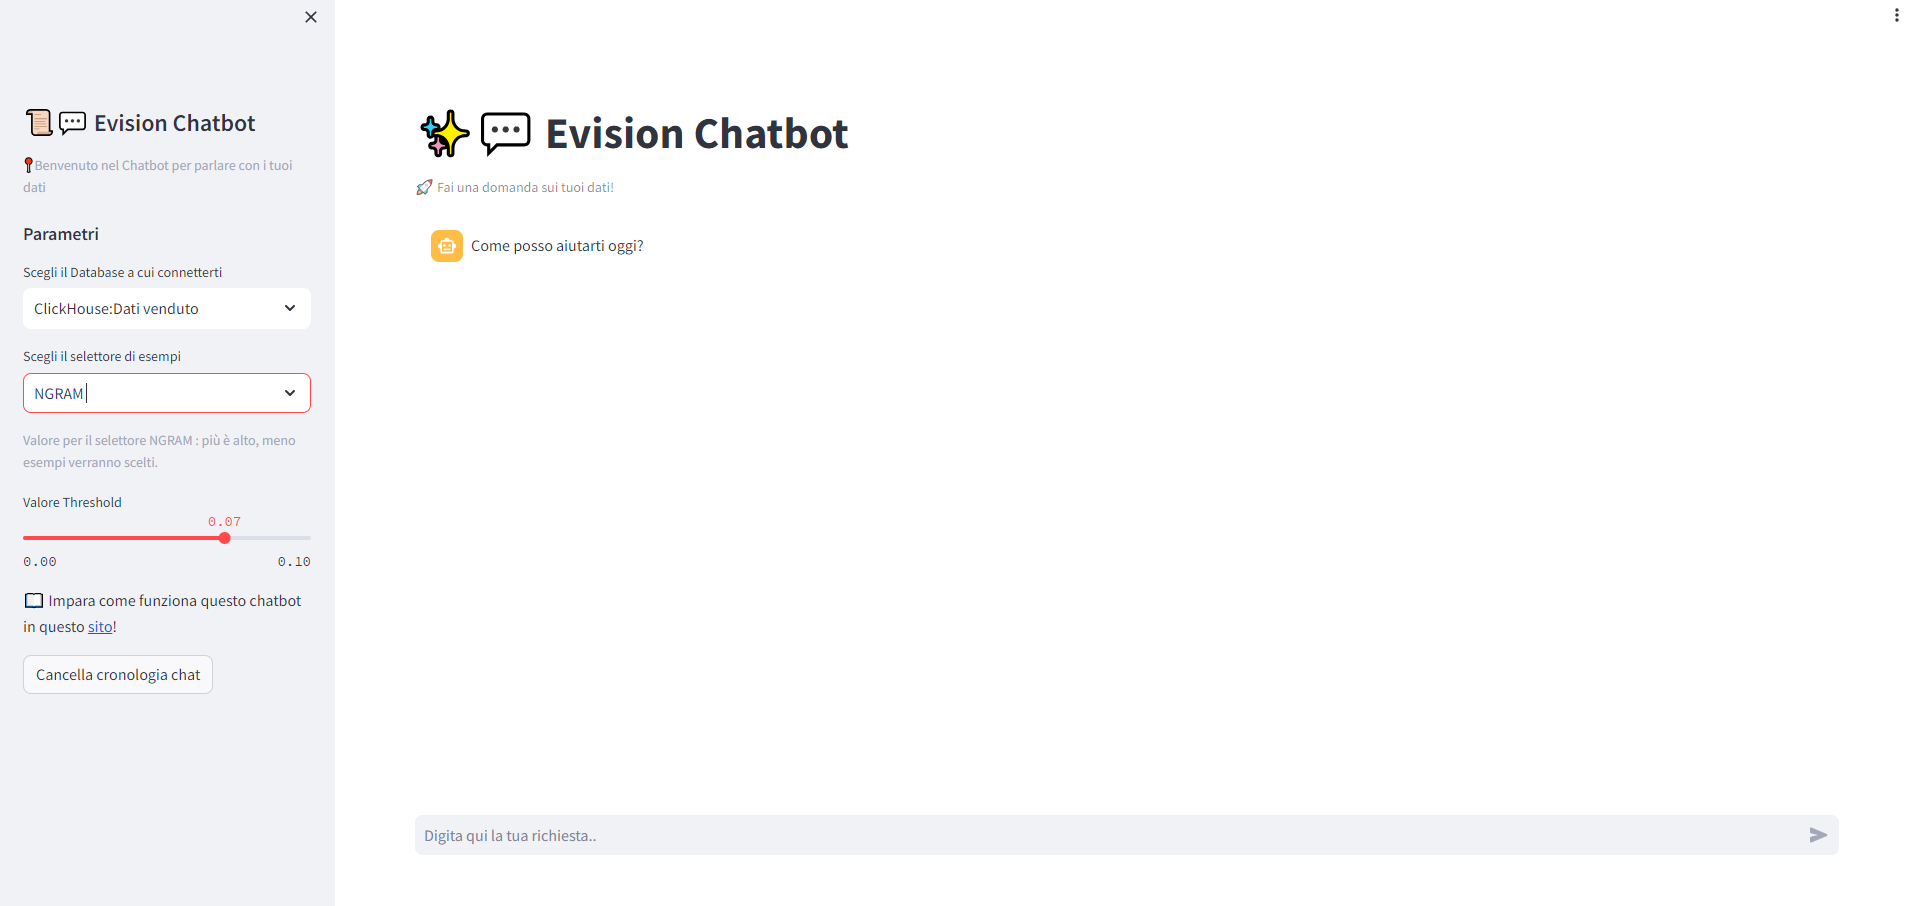 Evision Chatbot
Benvenuto nel Chatbot per parlare con i tuoi
dati
Parametri
Scegli il Database a cui connetterti
ClickHouse:Dati venduto
Scegli il selettore di esempi
NGRAM
Valore per il selettore NGRAM : più è alto, meno
esempi verranno scelti.
Valore Threshold
0.07
0.00 0.10
Impara come funziona questo chatbot
in questo sito!
Cancella cronologia chat
Evision Chatbot
Fai una domanda sui tuoi dati!
Come posso aiutarti oggi?
Digita qui la tua richiesta..